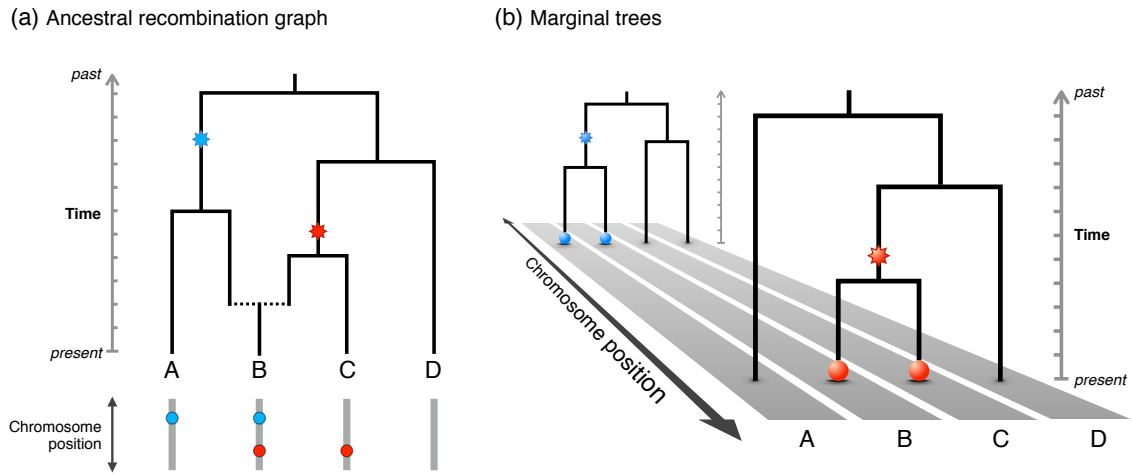 (a) Ancestral recombination graph
past
Time
present
A B C D
Chromosome
position
(b) Marginal trees
past
Time
present
Chromosome position
A B C D